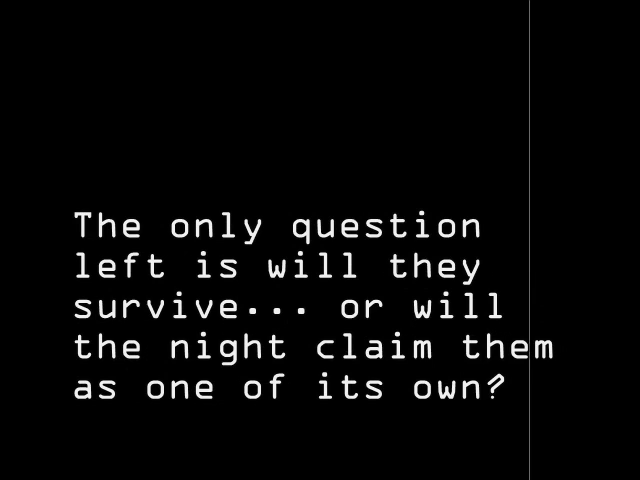 The only question
left is will they
survive... or will
the night claim them
as one of its own?